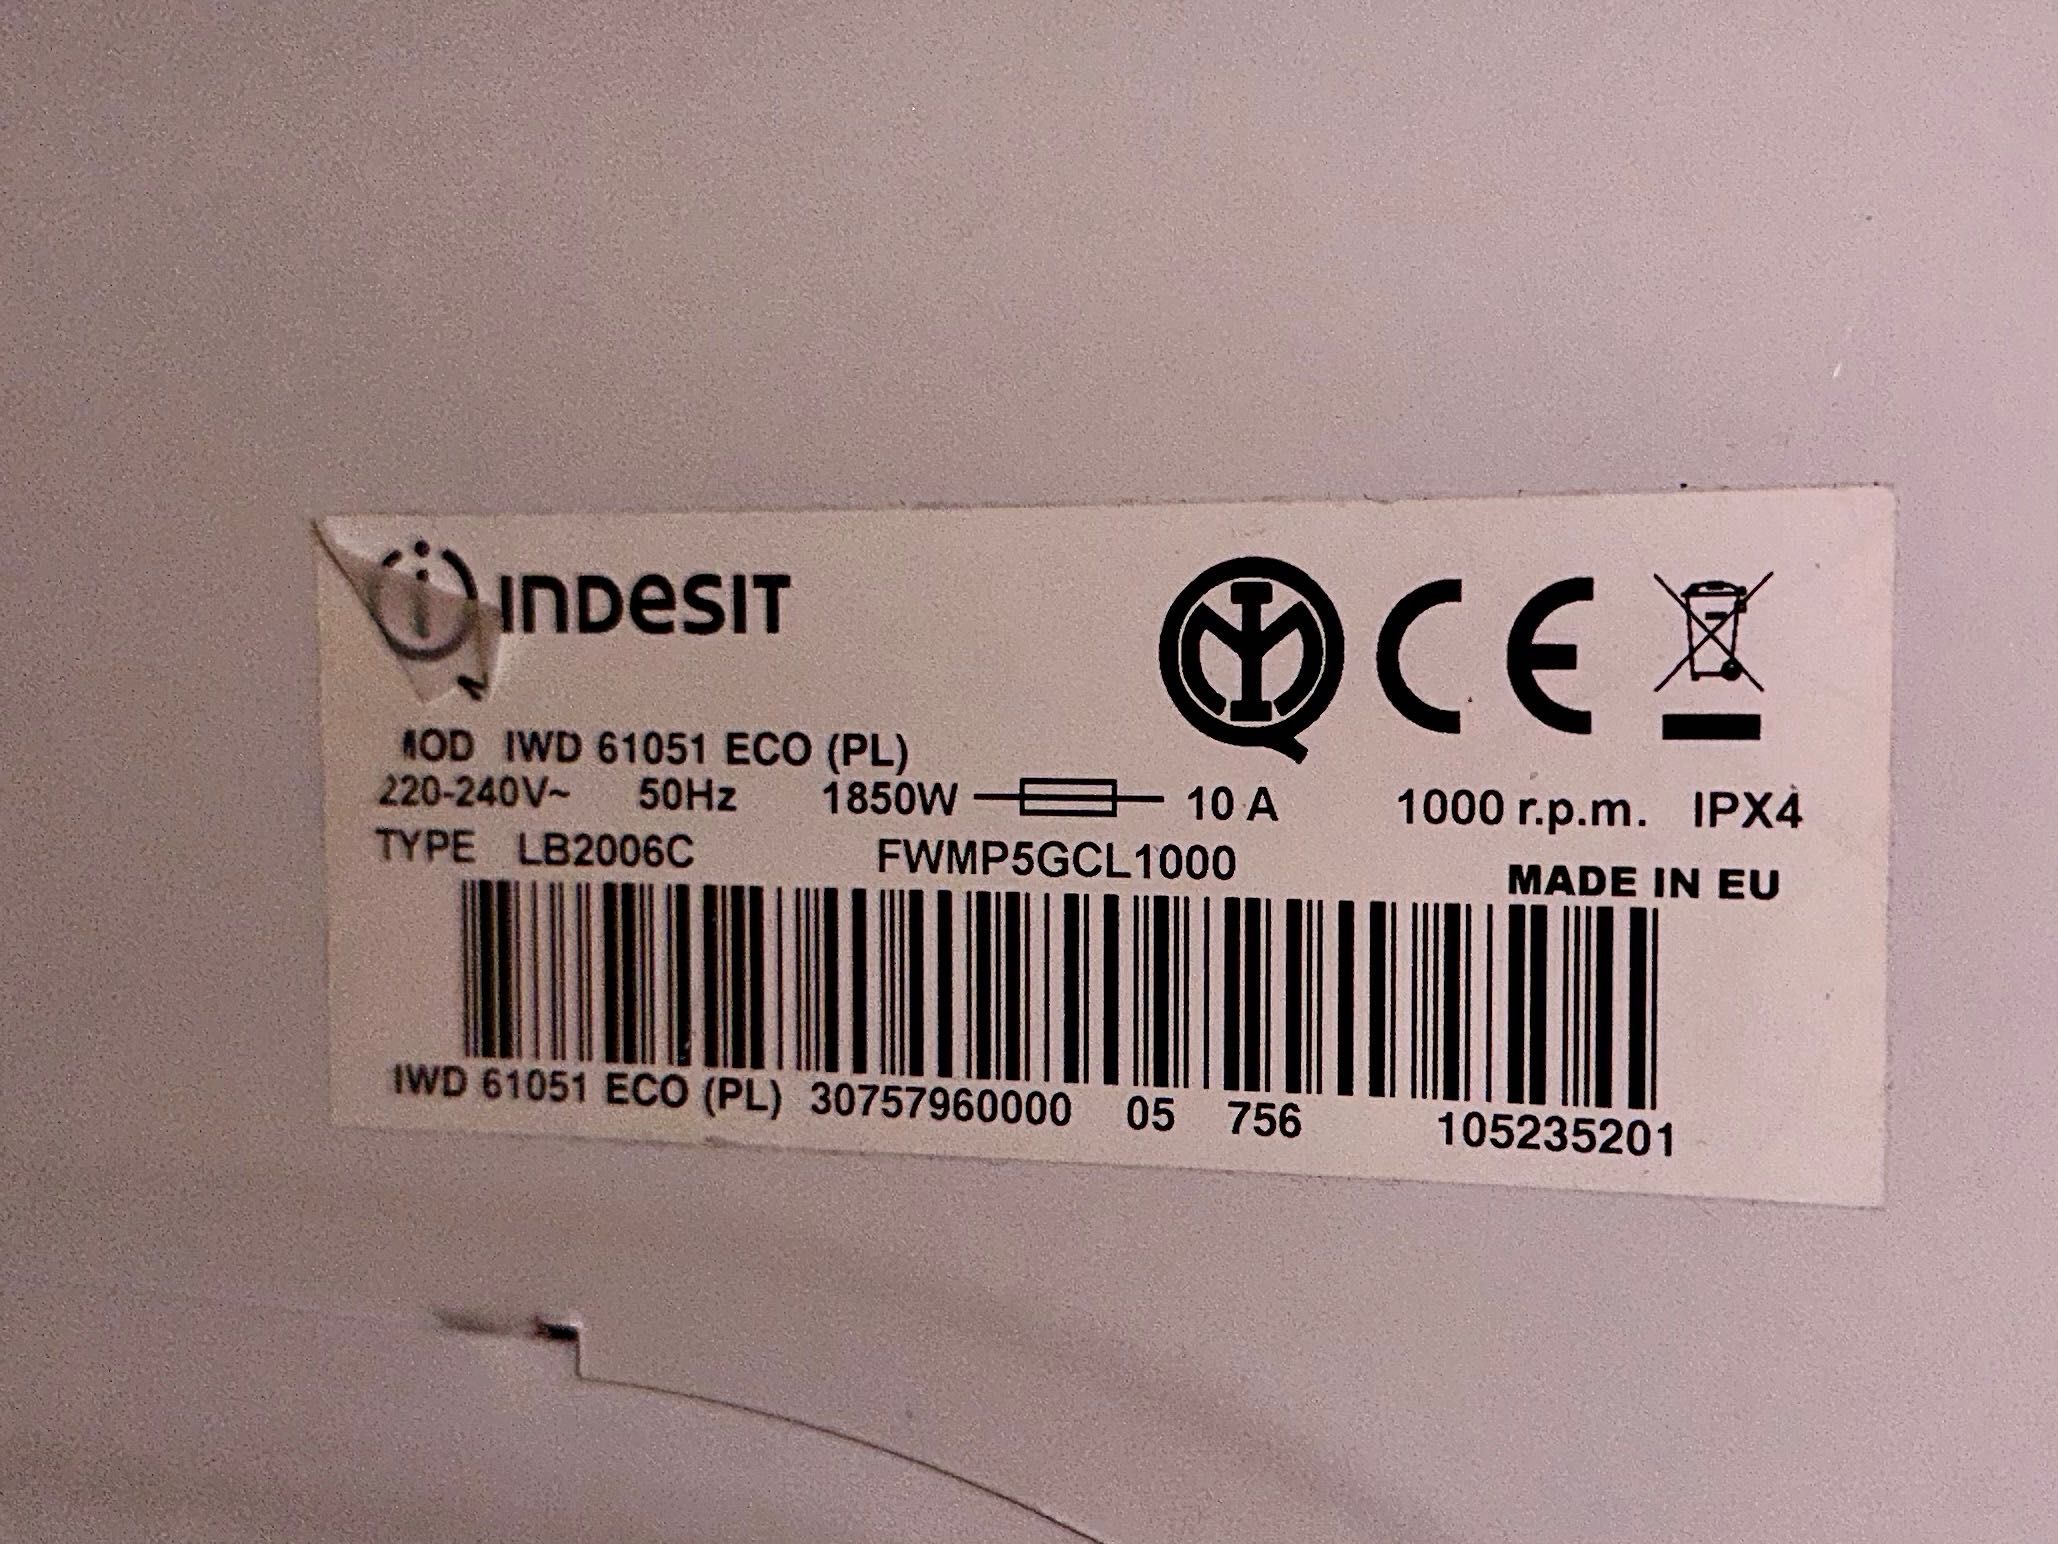 INDESIT
MOD IWD 61051 ECO (PL)
220-240V~ 50Hz 1850W 10 A 1000 r.p.m. IPX4
TYPE LB2006C FWMP5GCL1000
MADE IN EU
IWD 61051 ECO (PL) 30757960000 05 756 105235201